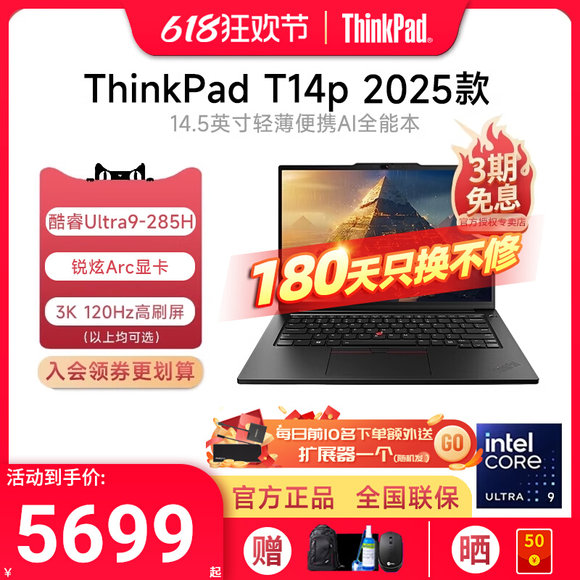 618狂欢节 ThinkPad
ThinkPad T14p 2025款
14.5英寸轻薄便携AI全能本
3期
免息
官方授权专卖店
酷睿Ultra9-285H
锐炫Arc显卡
3K 120Hz高刷屏
(以上均可选)
入会领券更划算
180天只换不修
每日前10名下单额外送
扩展器一个(随机发)
GO
intel
CORE
ULTRA 9
活动到手价:
官方正品 全国联保
¥5699起
赠
晒
50
¥